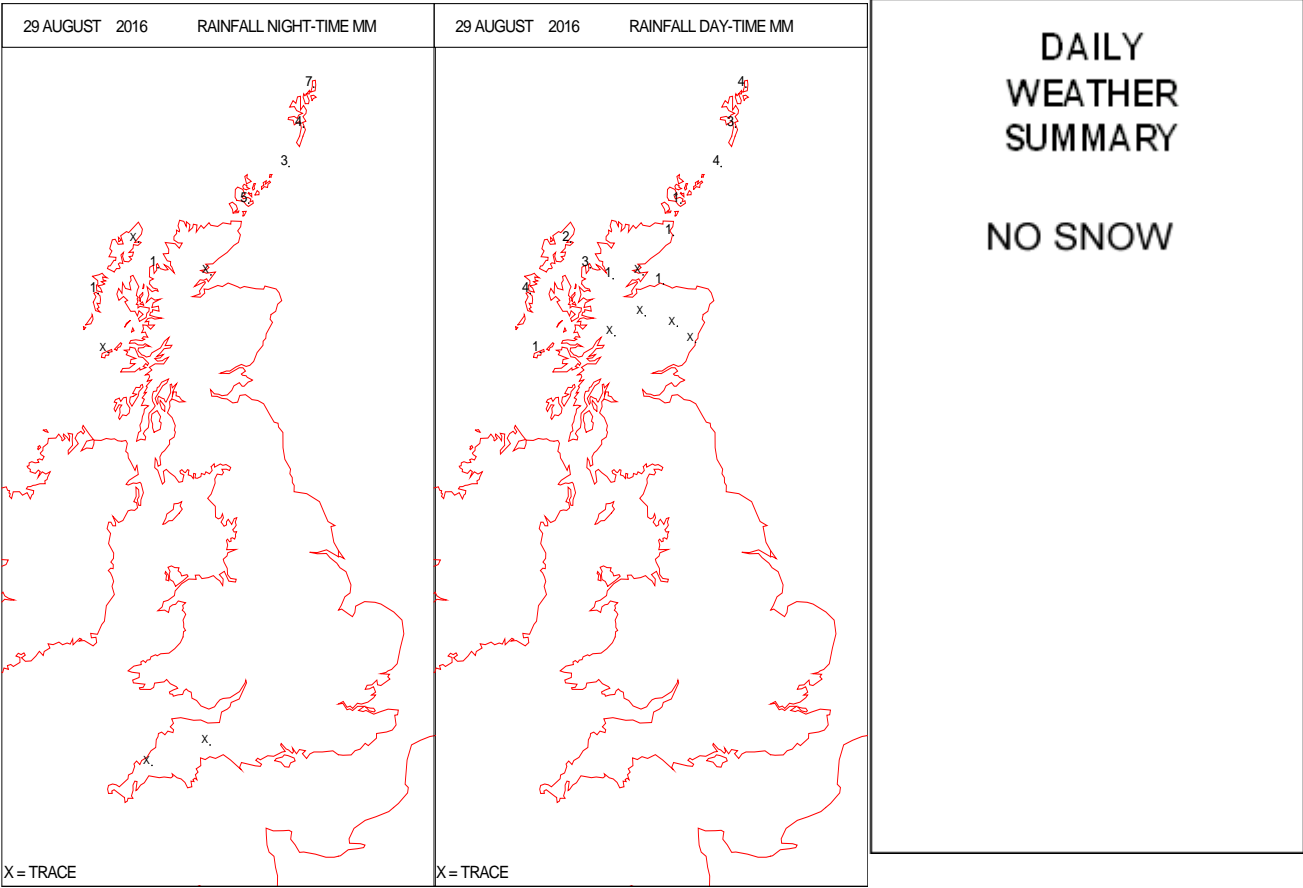 29 AUGUST 2016 RAINFALL NIGHT-TIME MM
7
4
3
5
X
1
X
1
X
X
X
X = TRACE
29 AUGUST 2016 RAINFALL DAY-TIME MM
4
3
4
1
1
2
3
1
X
1
4
X
X
X
X
1
X = TRACE
DAILY
WEATHER
SUMMARY
NO SNOW